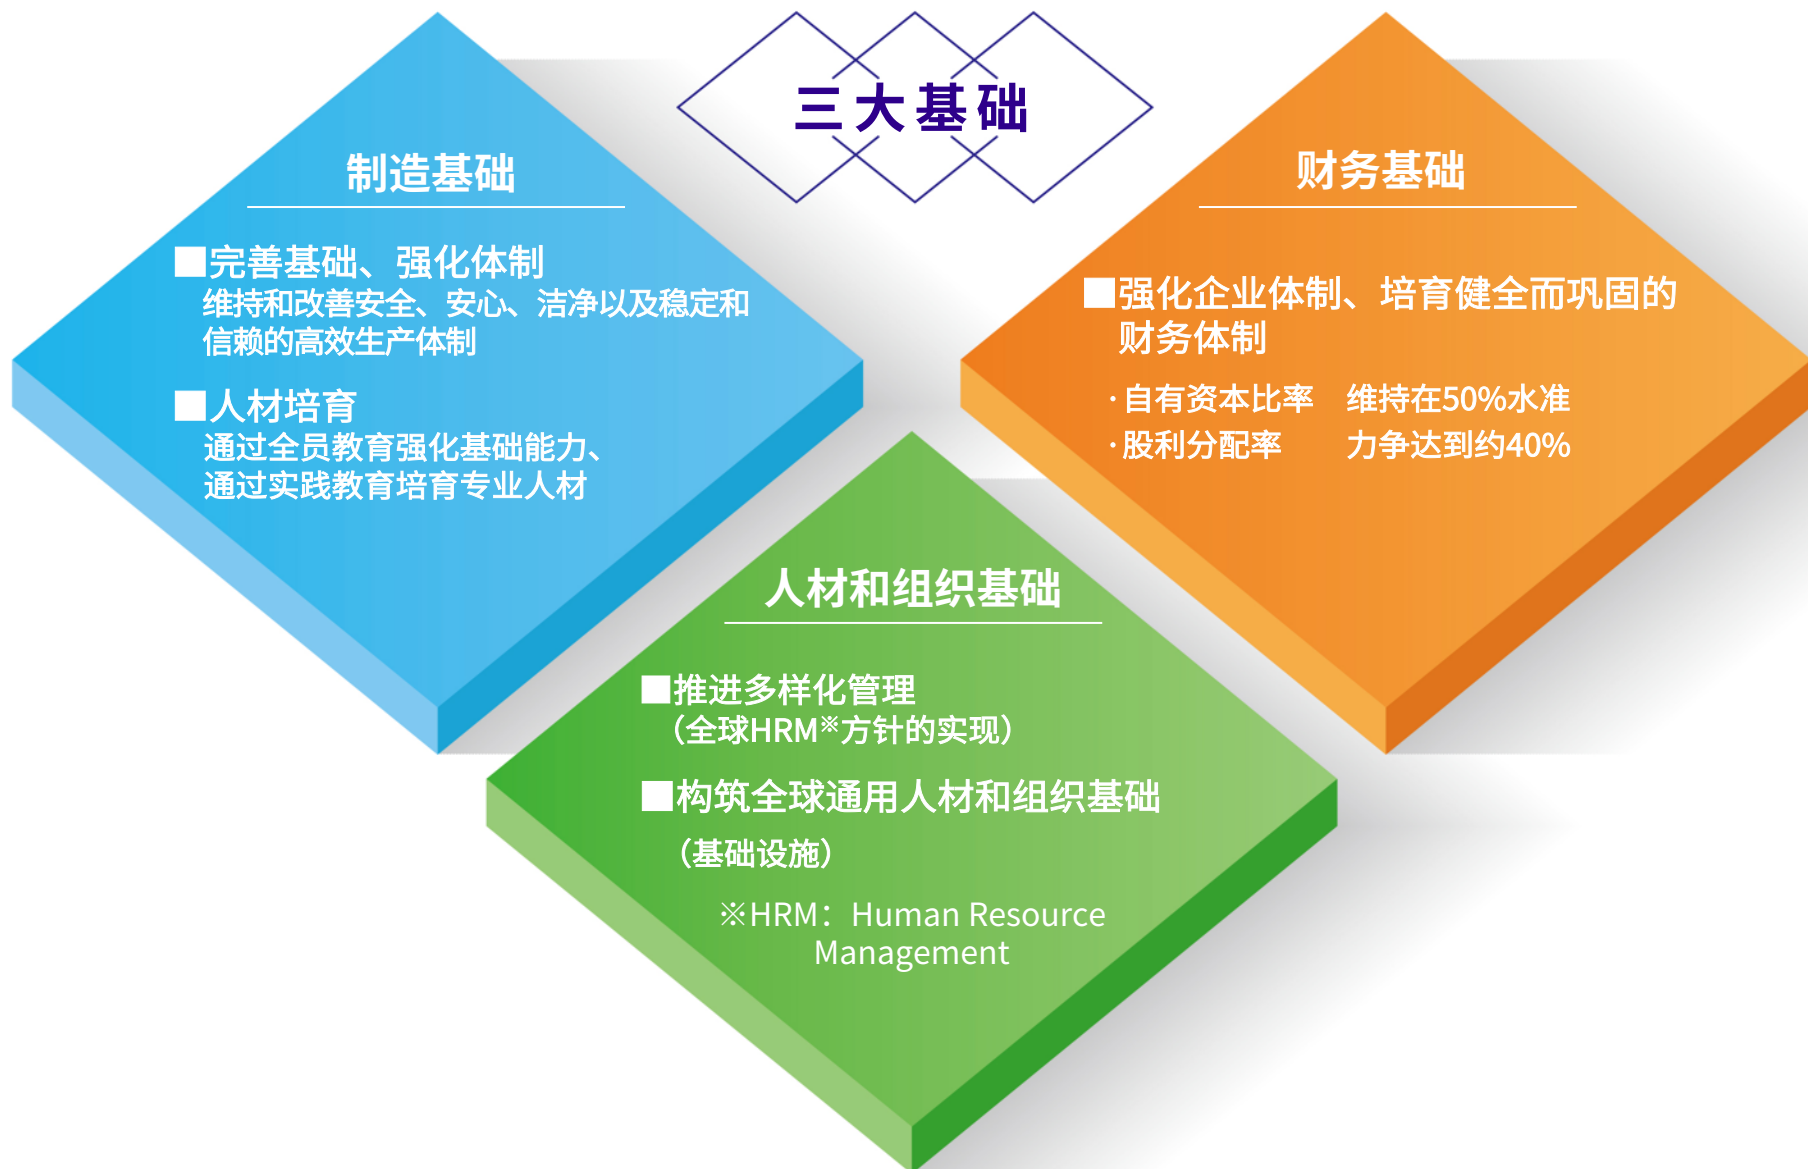 三大基础
制造基础
■完善基础、强化体制
维持和改善安全、安心、洁净以及稳定和
信赖的高效生产体制
■人材培育
通过全员教育强化基础能力、
通过实践教育培育专业人材
财务基础
■强化企业体制、培育健全而巩固的
财务体制
· 自有资本比率 维持在50%水准
· 股利分配率 力争达到约40%
人材和组织基础
■推进多样化管理
（全球HRM※方针的实现）
■构筑全球通用人材和组织基础
（基础设施）
※HRM：Human Resource
Management